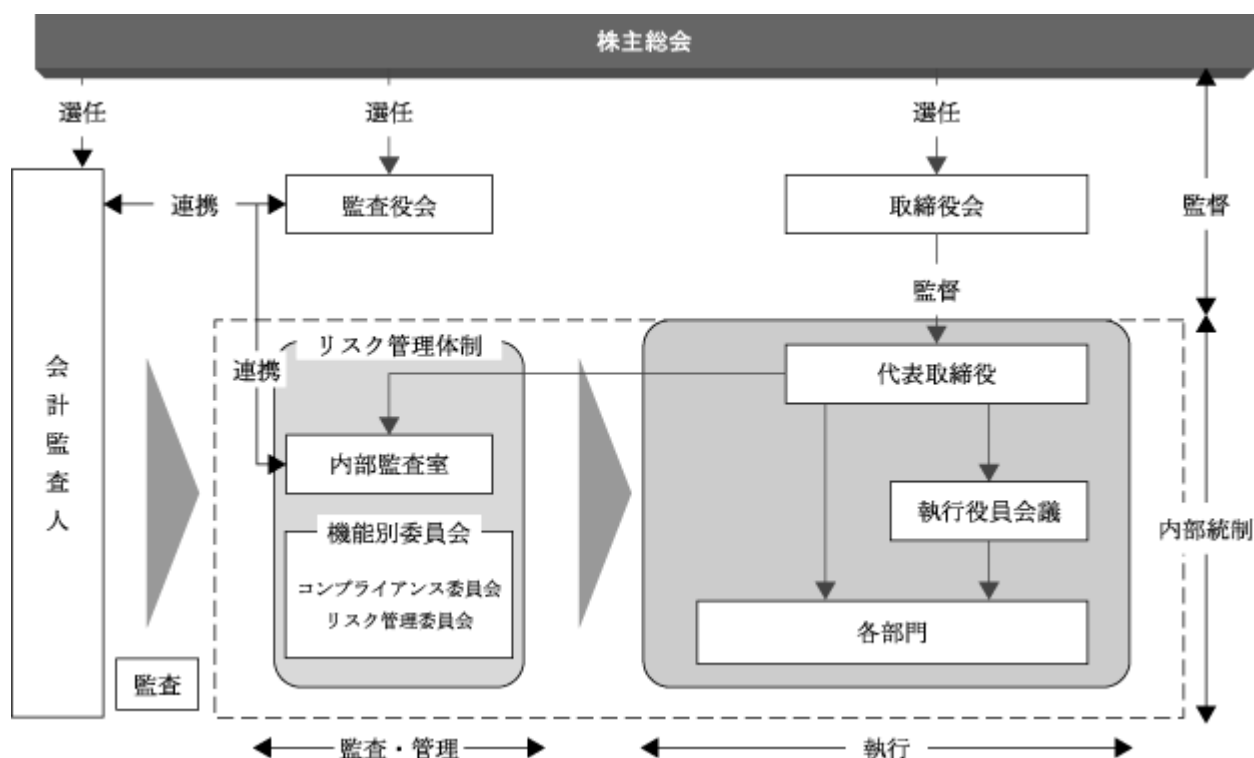 株主総会
選任
選任
選任
連携
監査役会
取締役会
監督
監督
リスク管理体制
連携
代表取締役
会計監査人
内部監査室
執行役員会議
内部統制
機能別委員会
コンプライアンス委員会
リスク管理委員会
各部門
監査
監査・管理
執行